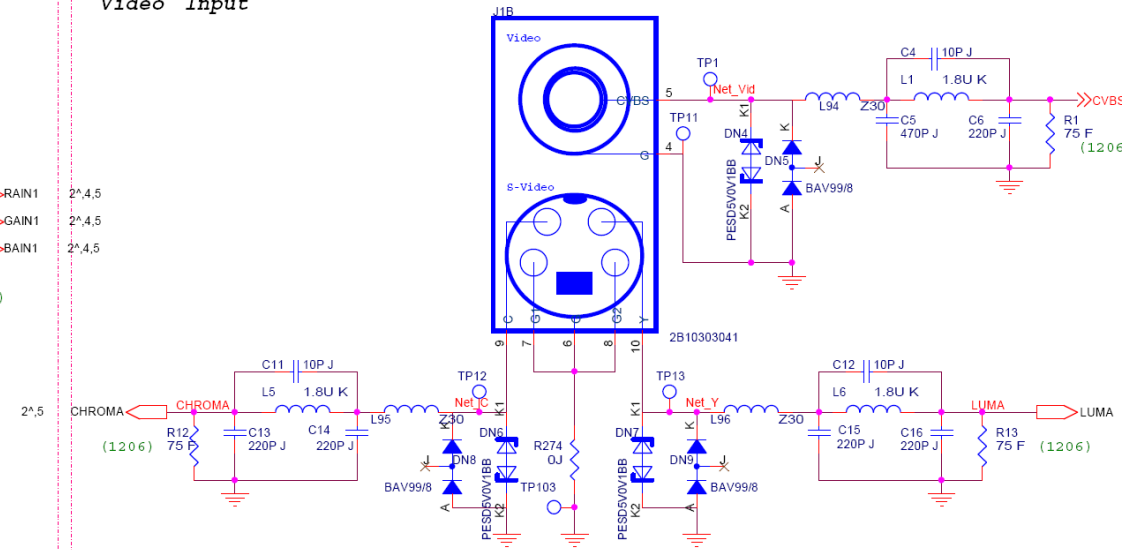 Video Input
J1B
Video
CVBS
5
G
4
S-Video
C
G1
G
G2
Y
9
7
6
8
10
2B10303041
TP1
Net_Vid
TP11
K1
DN4
K2
PESD5V0V1BB
K
DN5
J
A
BAV99/8
L94
Z30
C4
10P J
L1
1.8U K
C5
470P J
C6
220P J
R1
75 F
CVBS
RAIN1
2^,4,5
GAIN1
2^,4,5
BAIN1
2^,4,5
2^,5
CHROMA
CHROMA
(1206)
R12
75 F
C11
10P J
L5
1.8U K
C13
220P J
C14
220P J
L95
Z30
TP12
Net_C
K1
K
DN6
DN8
J
BAV99/8
A
K2
PESD5V0V1BB
R274
0J
TP103
TP13
Net_Y
K1
K
DN7
DN9
J
BAV99/8
A
K2
PESD5V0V1BB
L96
Z30
C12
10P J
L6
1.8U K
C15
220P J
C16
220P J
LUMA
LUMA
R13
75 F
(1206)